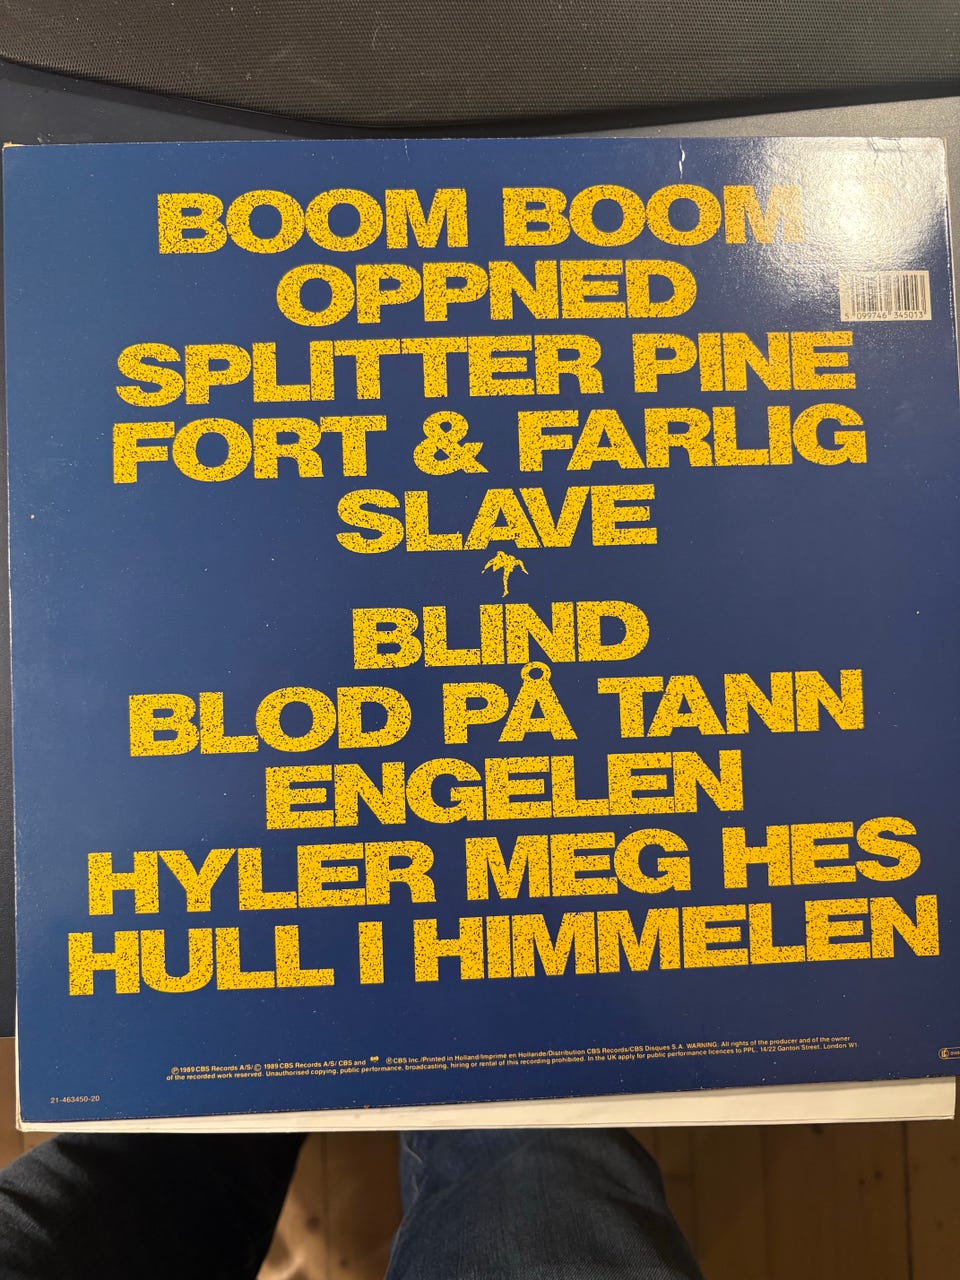 BOOM BOOM
OPPNED
SPLITTER PINE
FORT & FARLIG
SLAVE
BLIND
BLOD PÅ TANN
ENGELEN
HYLER MEG HES
HULL I HIMMELEN
5 099746 345013
℗ 1989 CBS Records A/S/ © 1989 CBS Records A/S/ CBS and ® CBS Inc./Printed in Holland/Imprimé en Hollande/Distribution CBS Records/CBS Disques S.A. WARNING: All rights of the producer and of the owner
of the recorded work reserved. Unauthorised copying, public performance, broadcasting, hiring or rental of this recording prohibited. In the UK apply for public performance licences to PPL, 14/22 Ganton Street, London W1.
21-463450-20